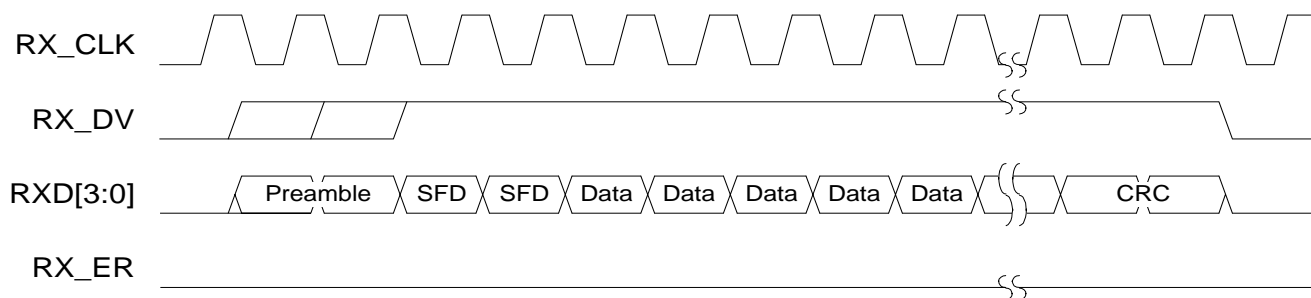 RX_CLK
RX_DV
RXD[3:0] Preamble SFD SFD Data Data Data Data Data CRC
RX_ER